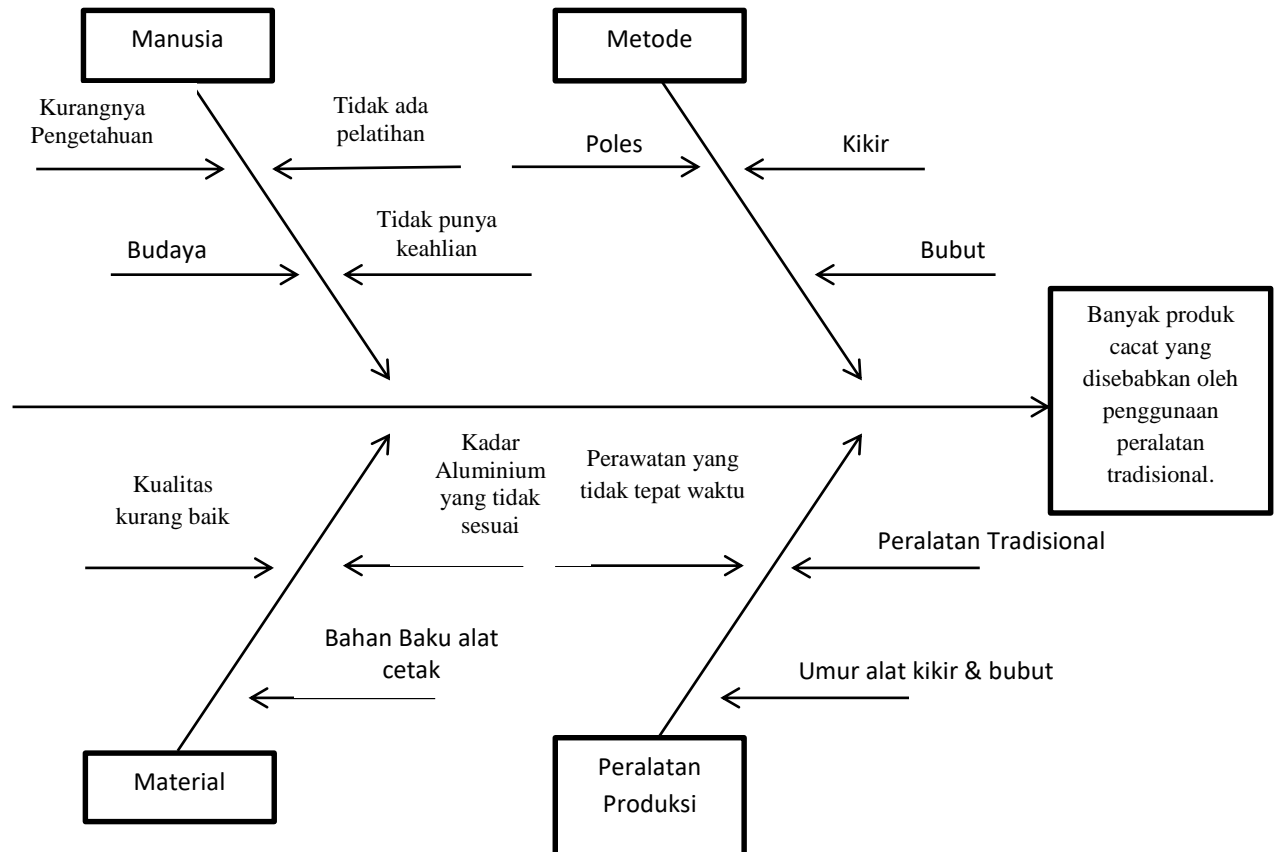 Manusia
Metode
Kurangnya
Pengetahuan
Tidak ada
pelatihan
Poles
Kikir
Budaya
Tidak punya
keahlian
Bubut
Banyak produk
cacat yang
disebabkan oleh
penggunaan
peralatan
tradisional.
Kualitas
kurang baik
Kadar
Aluminium
yang tidak
sesuai
Perawatan yang
tidak tepat waktu
Peralatan Tradisional
Bahan Baku alat
cetak
Umur alat kikir & bubut
Material
Peralatan
Produksi